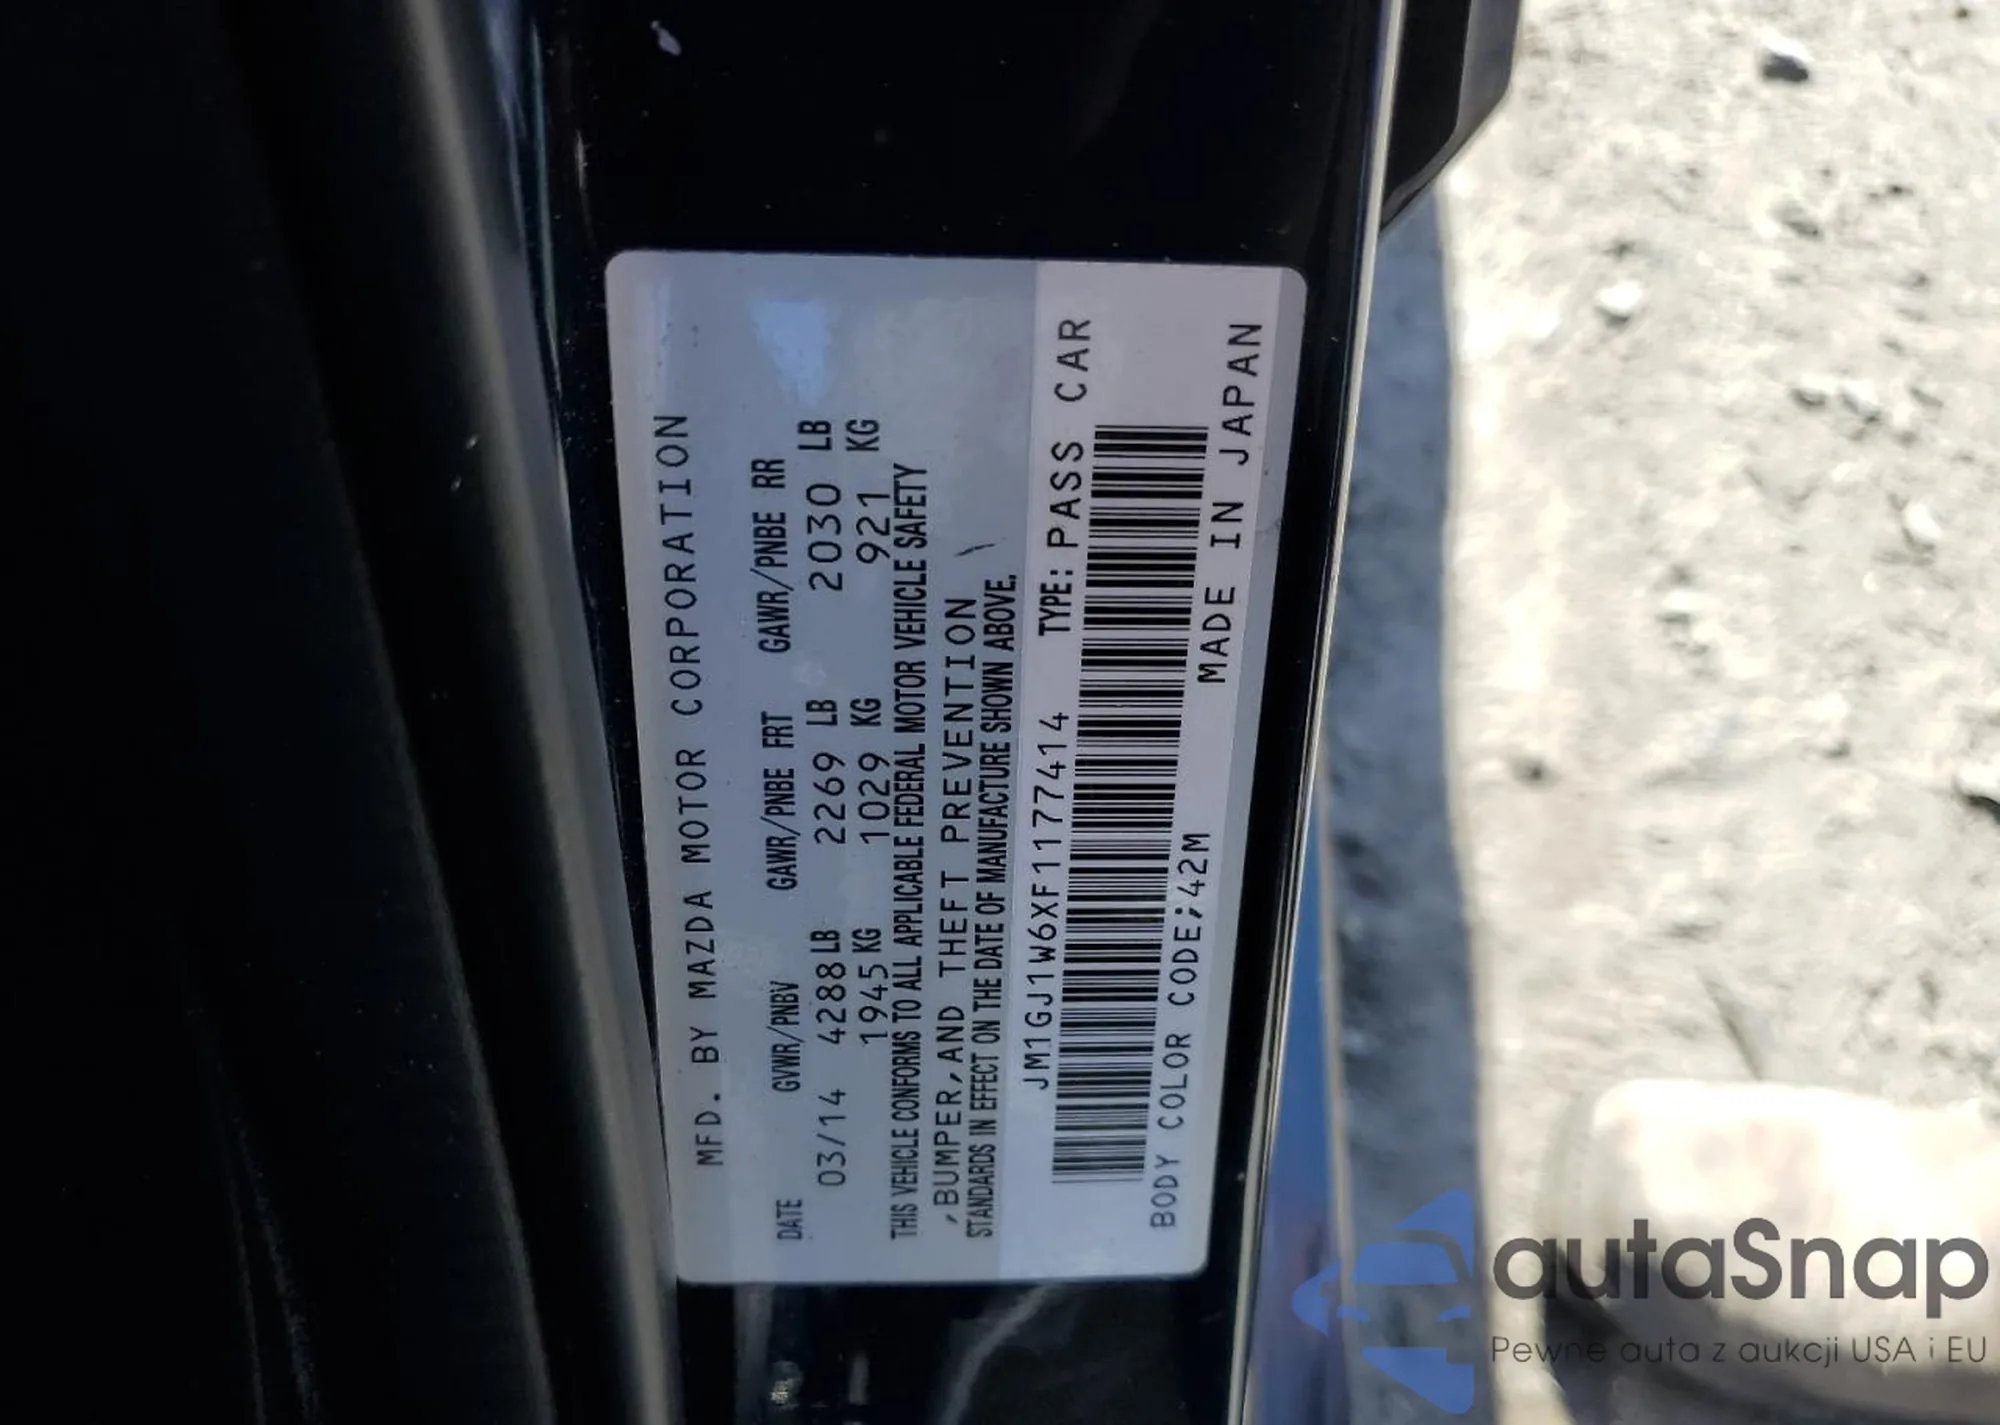 MFD. BY MAZDA MOTOR CORPORATION
DATE GVWR/PNBV GAWR/PNBE FRT GAWR/PNBE RR
03/14 4288 LB 2269 LB 2030 LB
1945 KG 1029 KG 921 KG
THIS VEHICLE CONFORMS TO ALL APPLICABLE FEDERAL MOTOR VEHICLE SAFETY
,BUMPER,AND THEFT PREVENTION
STANDARDS IN EFFECT ON THE DATE OF MANUFACTURE SHOWN ABOVE.
JM1GJ1W6XF1177414 TYPE: PASS CAR
BODY COLOR CODE;42M MADE IN JAPAN
autaSnap
Pewne auta z aukcji USA i EU